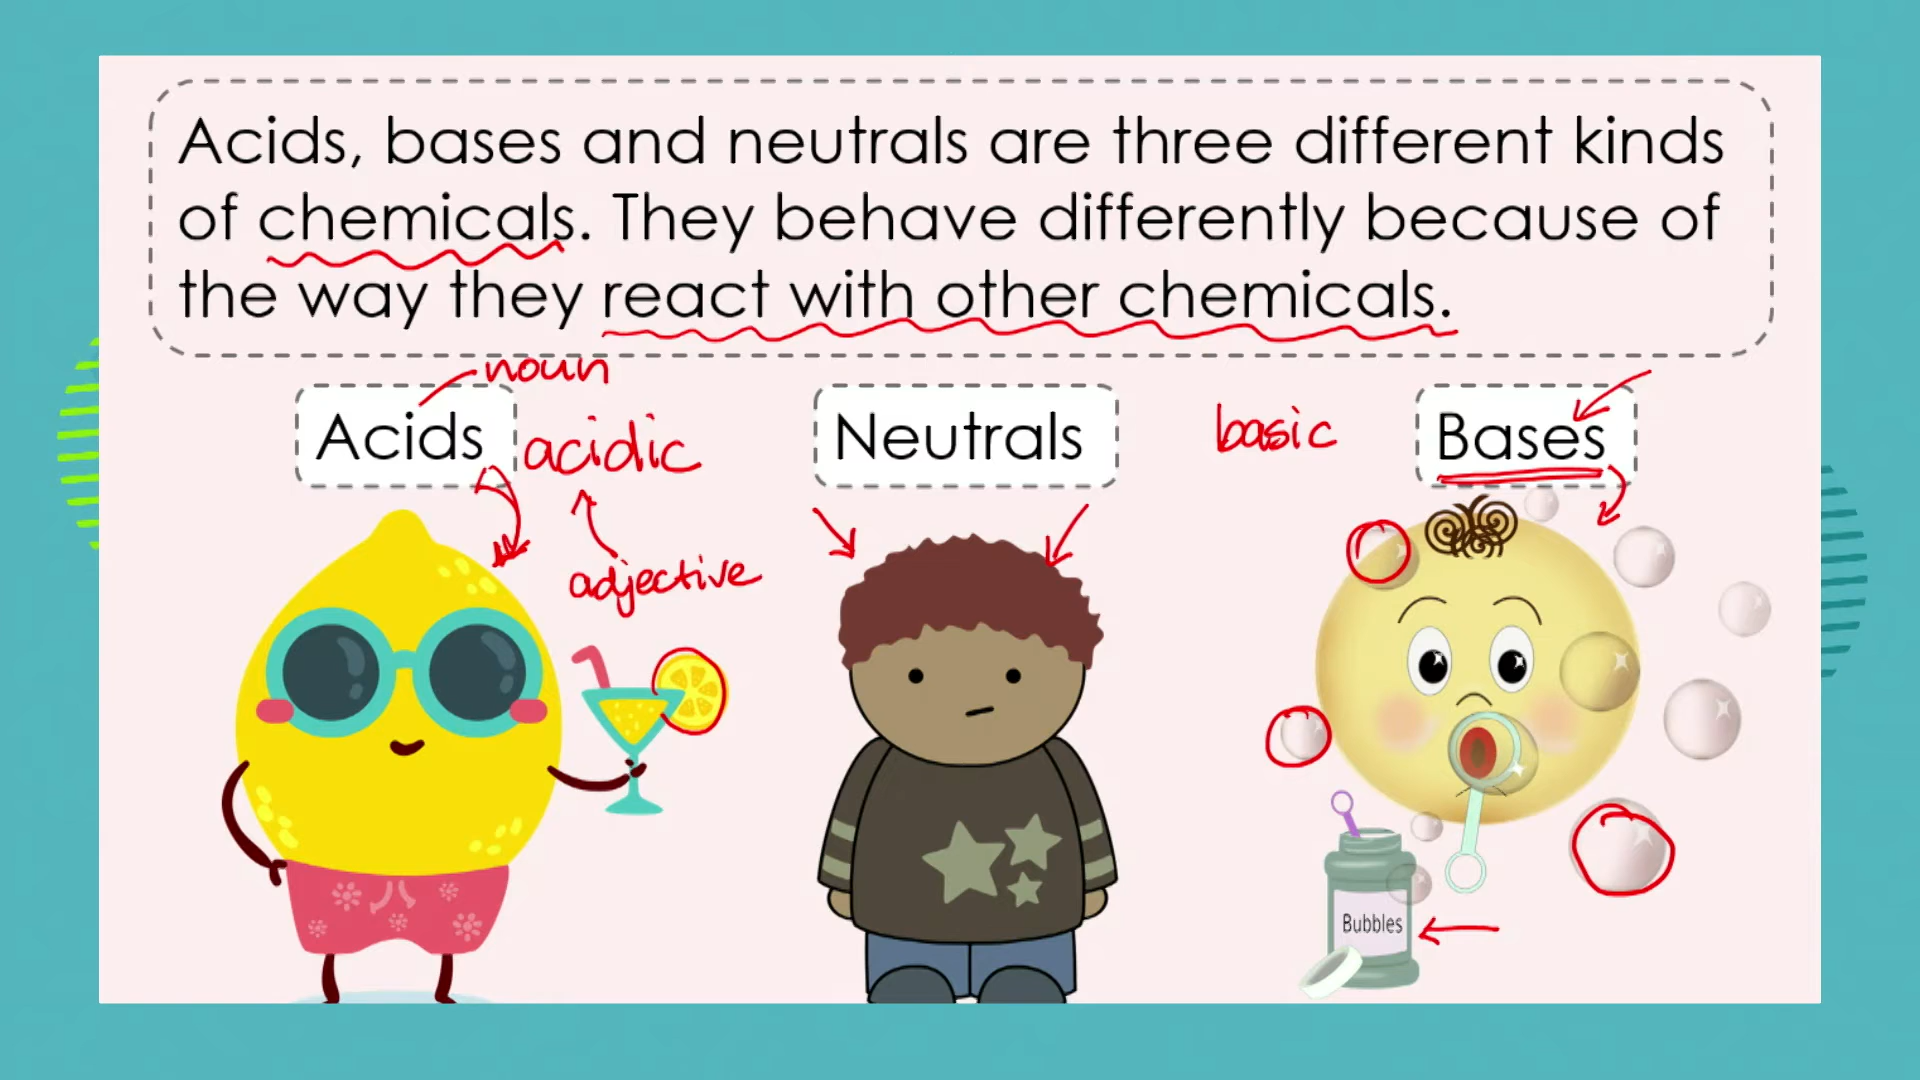 Acids, bases and neutrals are three different kinds
of chemicals. They behave differently because of
the way they react with other chemicals.
noun
Acids
acidic
adjective
Neutrals
basic
Bases
Bubbles